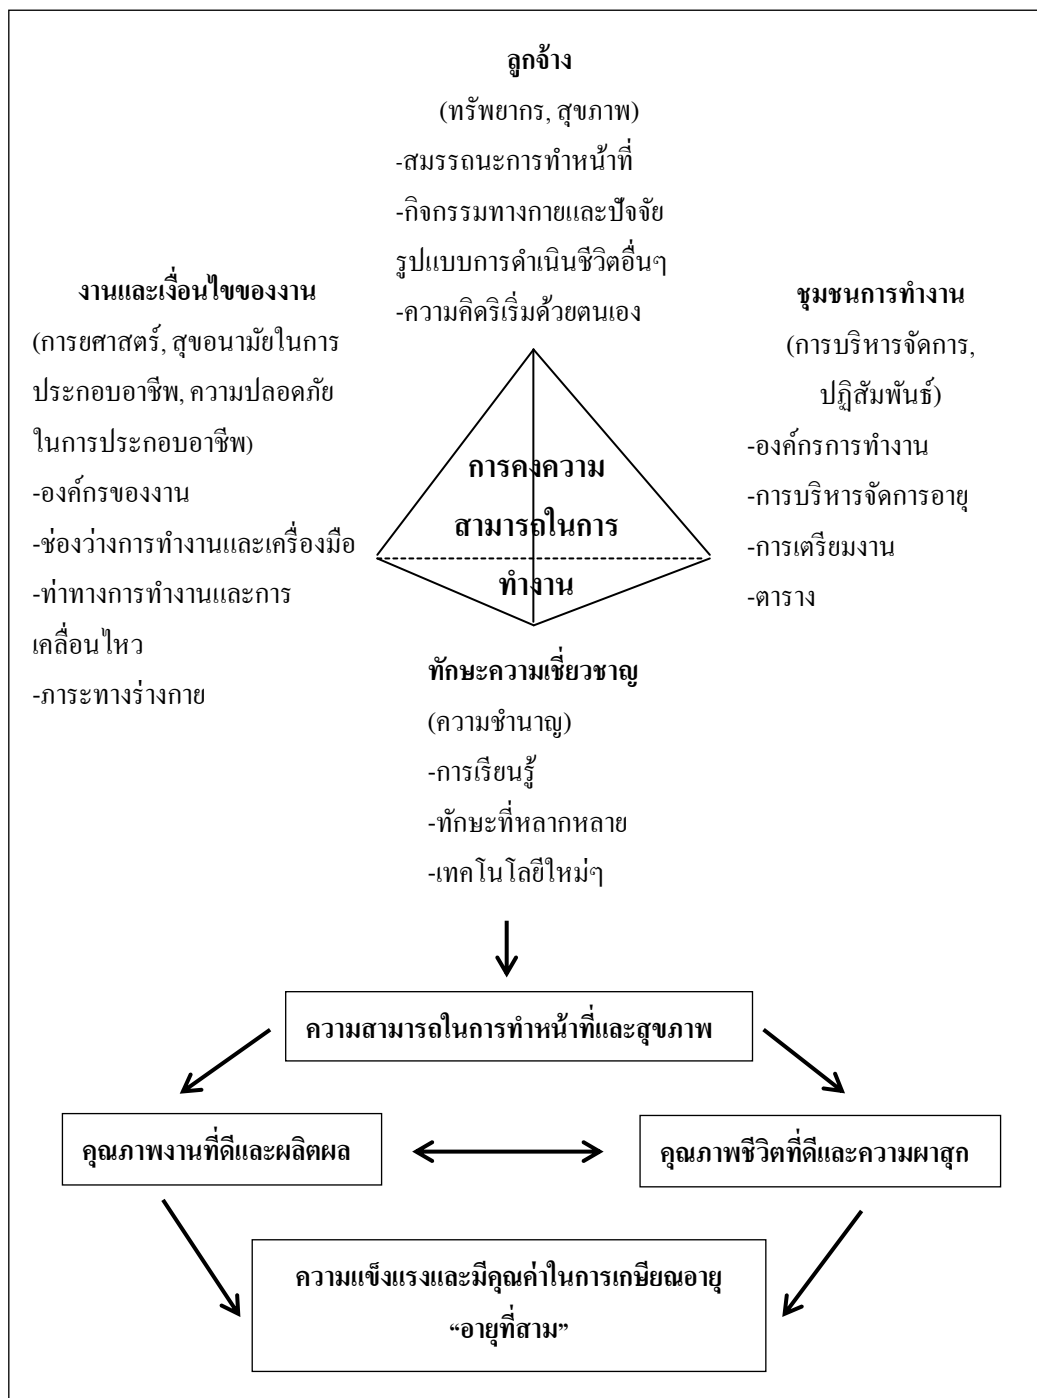 ลูกจ้าง
(ทรัพยากร, สุขภาพ)
-สมรรถนะการทำหน้าที่
-กิจกรรมทางกายและปัจจัย
รูปแบบการดำเนินชีวิตอื่นๆ
-ความคิดริเริ่มด้วยตนเอง
งานและเงื่อนไขของงาน
(การยศาสตร์, สุขอนามัยในการ
ประกอบอาชีพ, ความปลอดภัย
ในการประกอบอาชีพ)
-องค์กรของงาน
-ช่องว่างการทำงานและเครื่องมือ
-ท่าทางการทำงานและการ
เคลื่อนไหว
-ภาระทางร่างกาย
การคงความ
สามารถในการ
ทำงาน
ชุมชนการทำงาน
(การบริหารจัดการ,
ปฏิสัมพันธ์)
-องค์กรการทำงาน
-การบริหารจัดการอายุ
-การเตรียมงาน
-ตาราง
ทักษะความเชี่ยวชาญ
(ความชำนาญ)
-การเรียนรู้
-ทักษะที่หลากหลาย
-เทคโนโลยีใหม่ๆ
ความสามารถในการทำหน้าที่และสุขภาพ
คุณภาพงานที่ดีและผลิตผล
คุณภาพชีวิตที่ดีและความผาสุก
ความแข็งแรงและมีคุณค่าในการเกษียณอายุ
“อายุที่สาม”